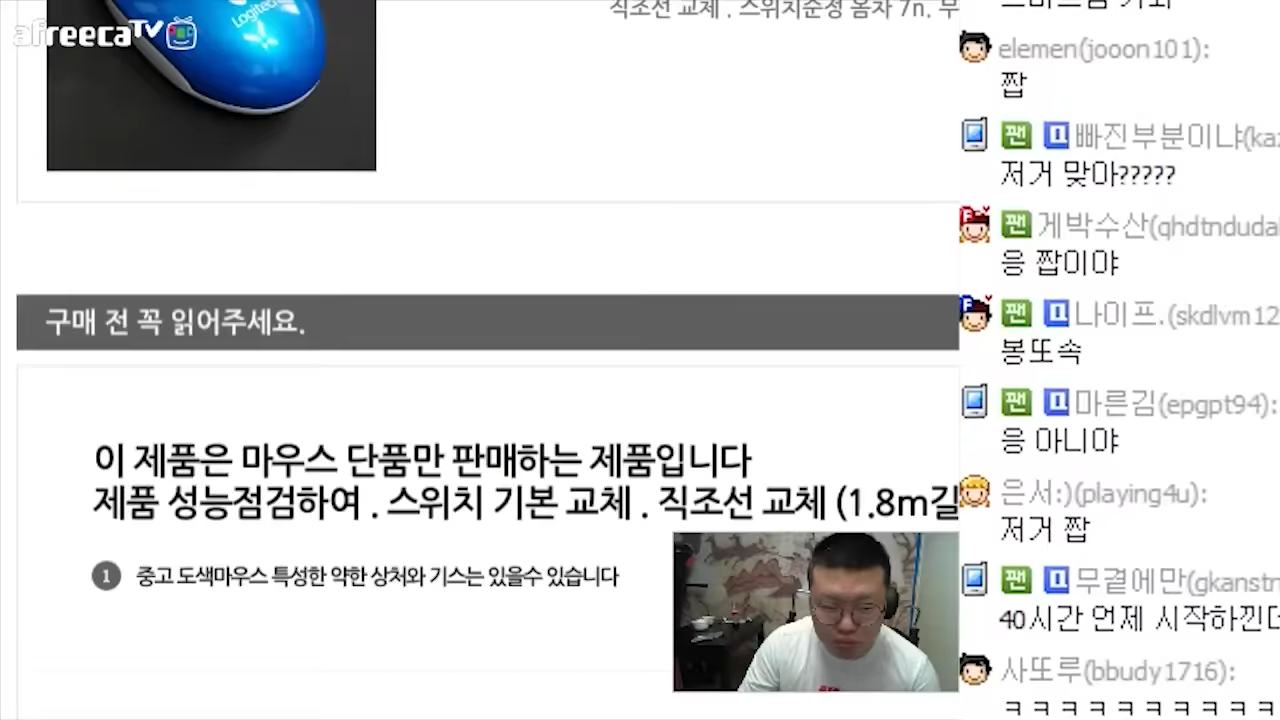 afreecaTV
Logitech
직조선 교체 . 스위치순정 옴차 7n. 무
구매 전 꼭 읽어주세요.
이 제품은 마우스 단품만 판매하는 제품입니다
제품 성능점검하여 . 스위치 기본 교체 . 직조선 교체 (1.8m길
1 중고 도색마우스 특성한 약한 상처와 기스는 있을수 있습니다
elemen(jooon101):
짭
팬 빠진부분이냐(kaz
저거 맞아?????
팬 게박수산(qhdtndudal
응 짭이야
팬 나이프.(skdlvm12
봉또속
팬 마른김(epgpt94):
응 아니야
은서:)(playing4u):
저거 짭
팬 무곁에만(gkanstn
40시간 언제 시작하낀데
사또루(bbudy1716):
ㅋㅋㅋㅋㅋㅋㅋㅋㅋㅋ